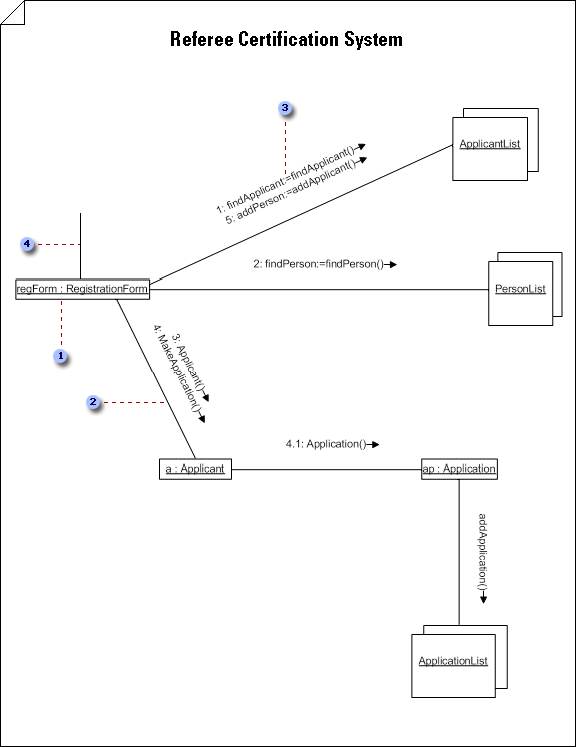 Referee Certification System
3
ApplicantList
1: findApplicant:=findApplicant()
5: addPerson:=addApplicant()
4
2: findPerson:=findPerson()
regForm : RegistrationForm
PersonList
1
3: Applicant()
4: MakeApplication()
2
4.1: Application()
a : Applicant
ap : Application
addApplication()
ApplicationList